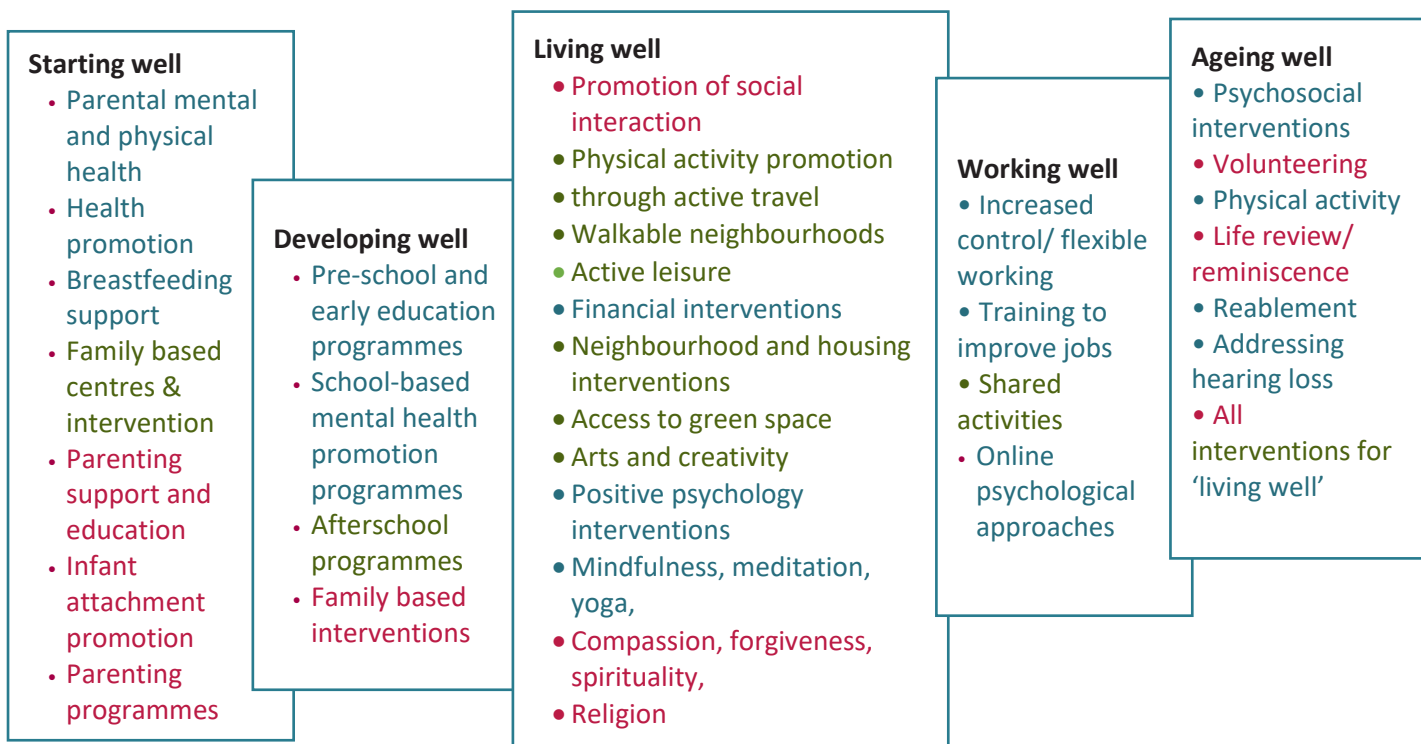 Starting well
• Parental mental
and physical
health
• Health
promotion
• Breastfeeding
support
• Family based
centres &
intervention
• Parenting
support and
education
• Infant
attachment
promotion
• Parenting
programmes
Developing well
• Pre-school and
early education
programmes
• School-based
mental health
promotion
programmes
• Afterschool
programmes
• Family based
interventions
Living well
• Promotion of social
interaction
• Physical activity promotion
• through active travel
• Walkable neighbourhoods
• Active leisure
• Financial interventions
• Neighbourhood and housing
interventions
• Access to green space
• Arts and creativity
• Positive psychology
interventions
• Mindfulness, meditation,
yoga,
• Compassion, forgiveness,
spirituality,
• Religion
Working well
• Increased
control/ flexible
working
• Training to
improve jobs
• Shared
activities
• Online
psychological
approaches
Ageing well
• Psychosocial
interventions
• Volunteering
• Physical activity
• Life review/
reminiscence
• Reablement
• Addressing
hearing loss
• All
interventions for
‘living well’